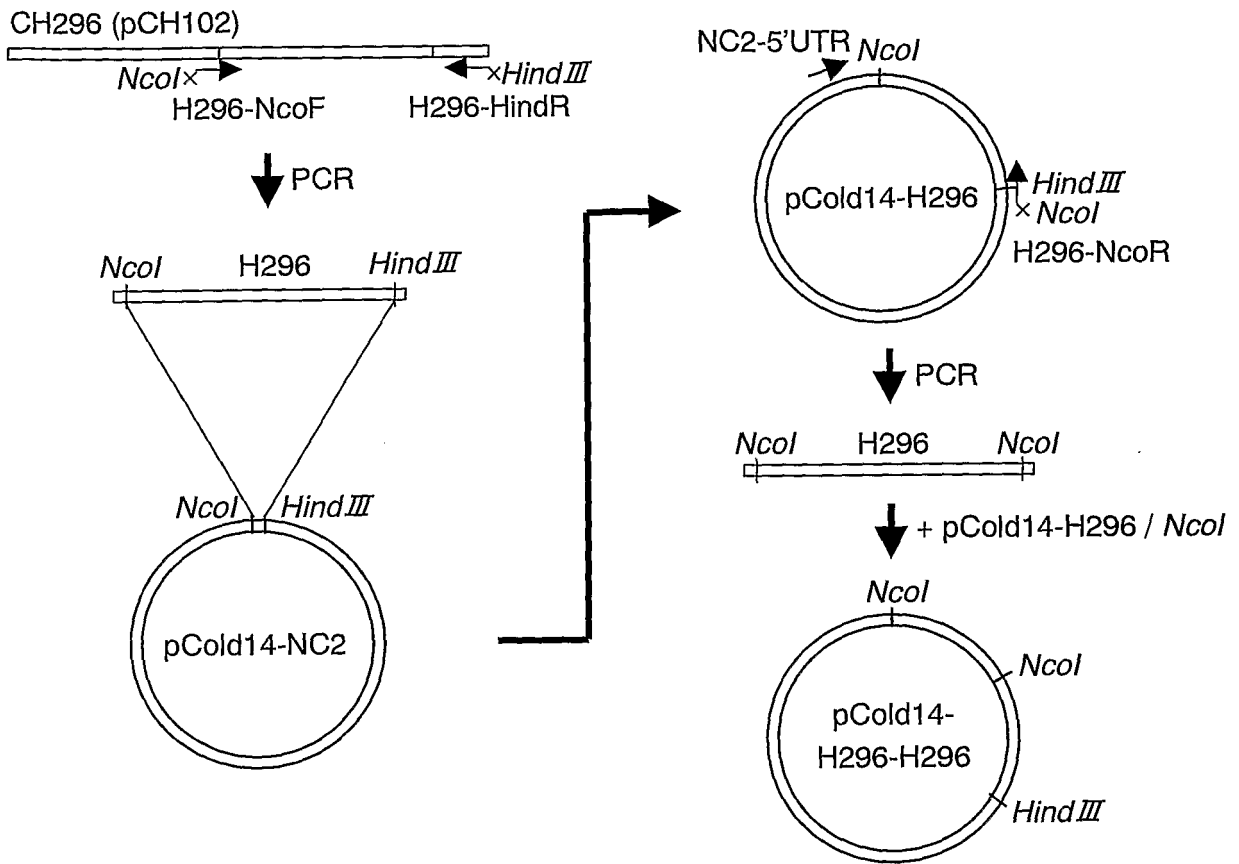 CH296 (pCH102)
NcoI×
×HindⅢ
H296-NcoF
H296-HindR
PCR
NcoI
H296
HindⅢ
NcoI
HindⅢ
pCold14-NC2
NC2-5'UTR
NcoI
pCold14-H296
HindⅢ
×NcoI
H296-NcoR
PCR
NcoI
H296
NcoI
+ pCold14-H296 / NcoI
NcoI
NcoI
pCold14-
H296-H296
HindⅢ